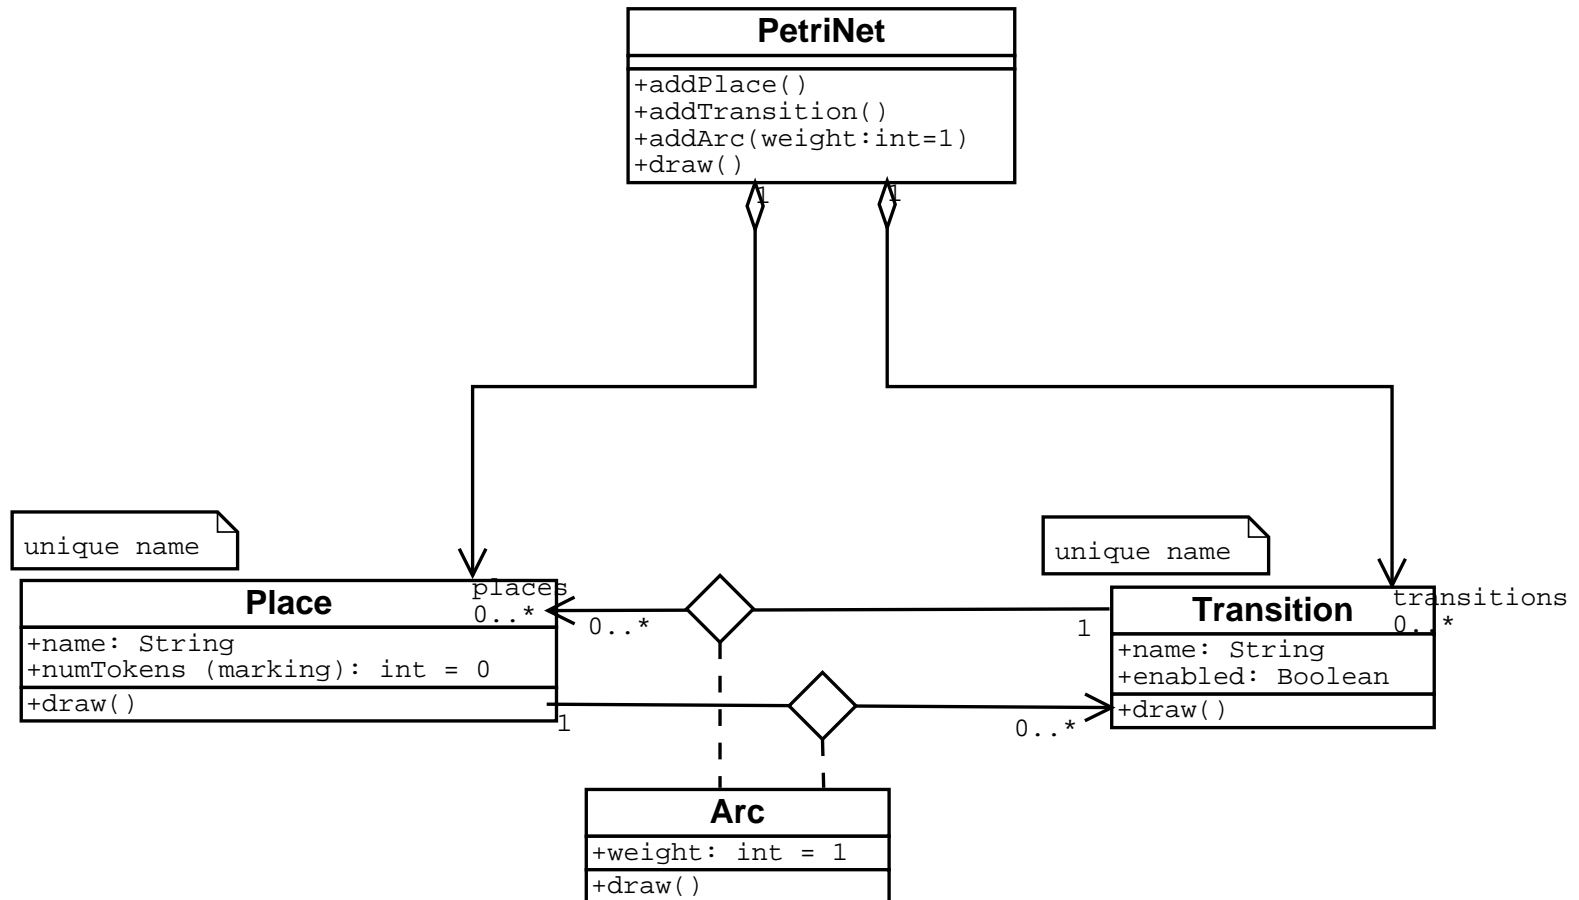 PetriNet
+addPlace()
+addTransition()
+addArc(weight:int=1)
+draw()
1
1
unique name
unique name
places
0..*
Place
+name: String
+numTokens (marking): int = 0
+draw()
0..*
1
1
0..*
transitions
0..*
Transition
+name: String
+enabled: Boolean
+draw()
Arc
+weight: int = 1
+draw()